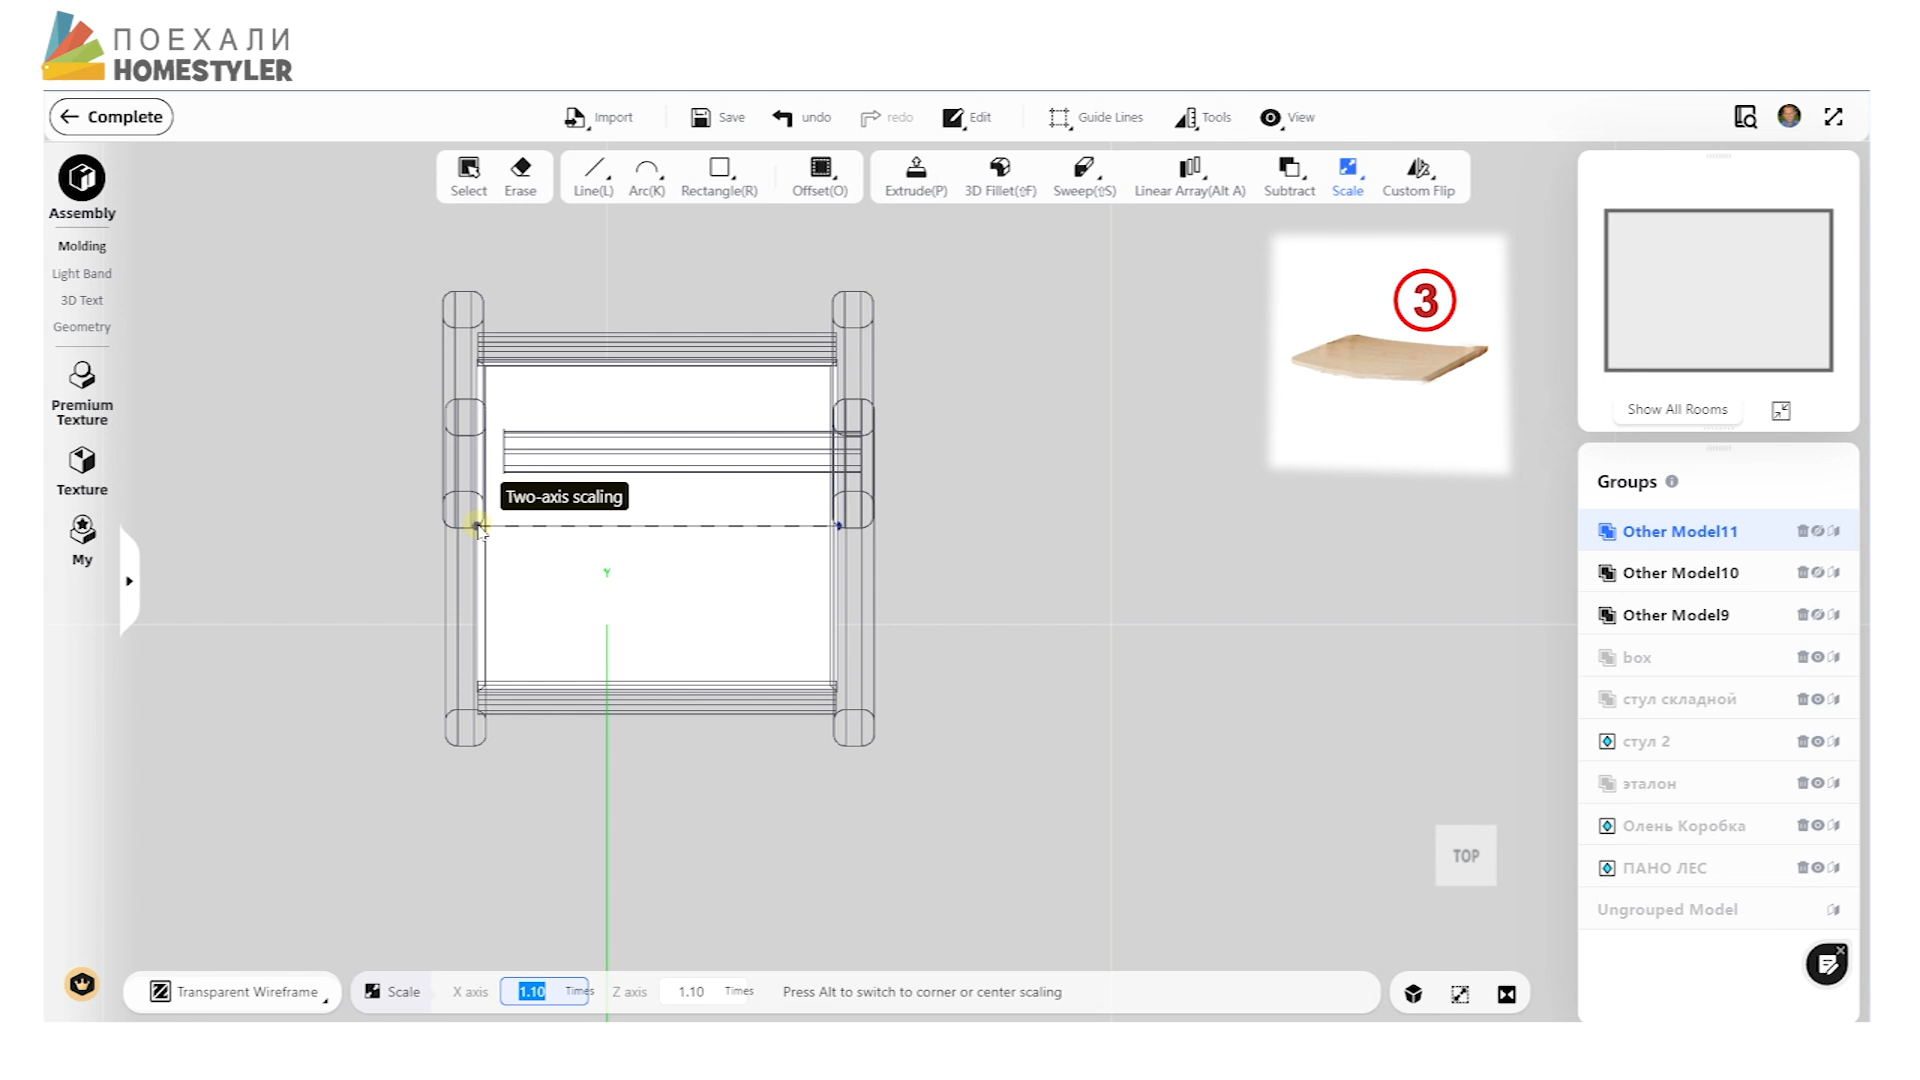 ПОЕХАЛИ
HOMESTYLER
Complete
Import
Save
undo
redo
Edit
Guide Lines
Tools
View
Select
Erase
Line(L)
Arc(K)
Rectangle(R)
Offset(O)
Extrude(P)
3D Fillet(⇧F)
Sweep(⇧S)
Linear Array(Alt A)
Subtract
Scale
Custom Flip
Assembly
Molding
Light Band
3D Text
Geometry
Premium
Texture
Texture
My
3
Two-axis scaling
Y
TOP
Show All Rooms
Groups
Other Model11
Other Model10
Other Model9
box
стул складной
стул 2
эталон
Олень Коробка
ПАНО ЛЕС
Ungrouped Model
Transparent Wireframe
Scale
X axis
1.10
Times
Z axis
1.10
Times
Press Alt to switch to corner or center scaling